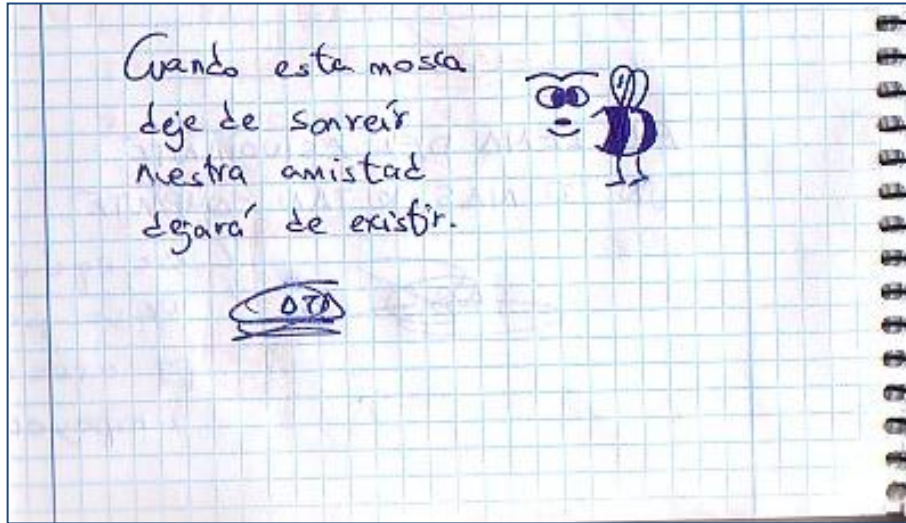 Cuando esta mosca
deje de sonreír
nuestra amistad
dejará de existir.